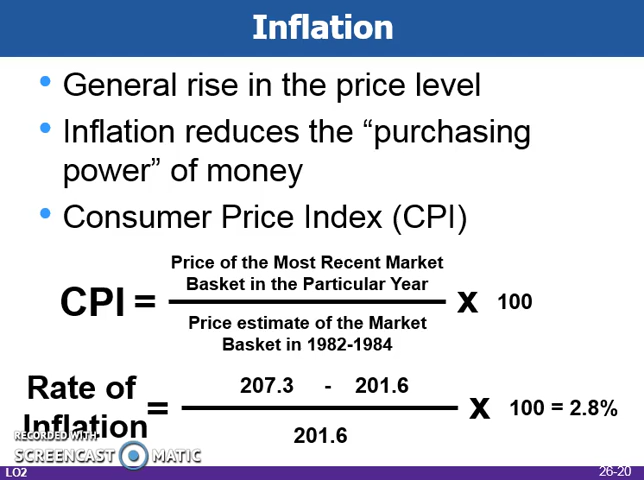 Inflation
• General rise in the price level
• Inflation reduces the “purchasing
power” of money
• Consumer Price Index (CPI)
Price of the Most Recent Market
Basket in the Particular Year
CPI = x 100
Price estimate of the Market
Basket in 1982-1984
Rate of
Inflation = 207.3 - 201.6
x 100 = 2.8%
201.6
RECORDED WITH
SCREENCAST MATIC
LO2
26-20